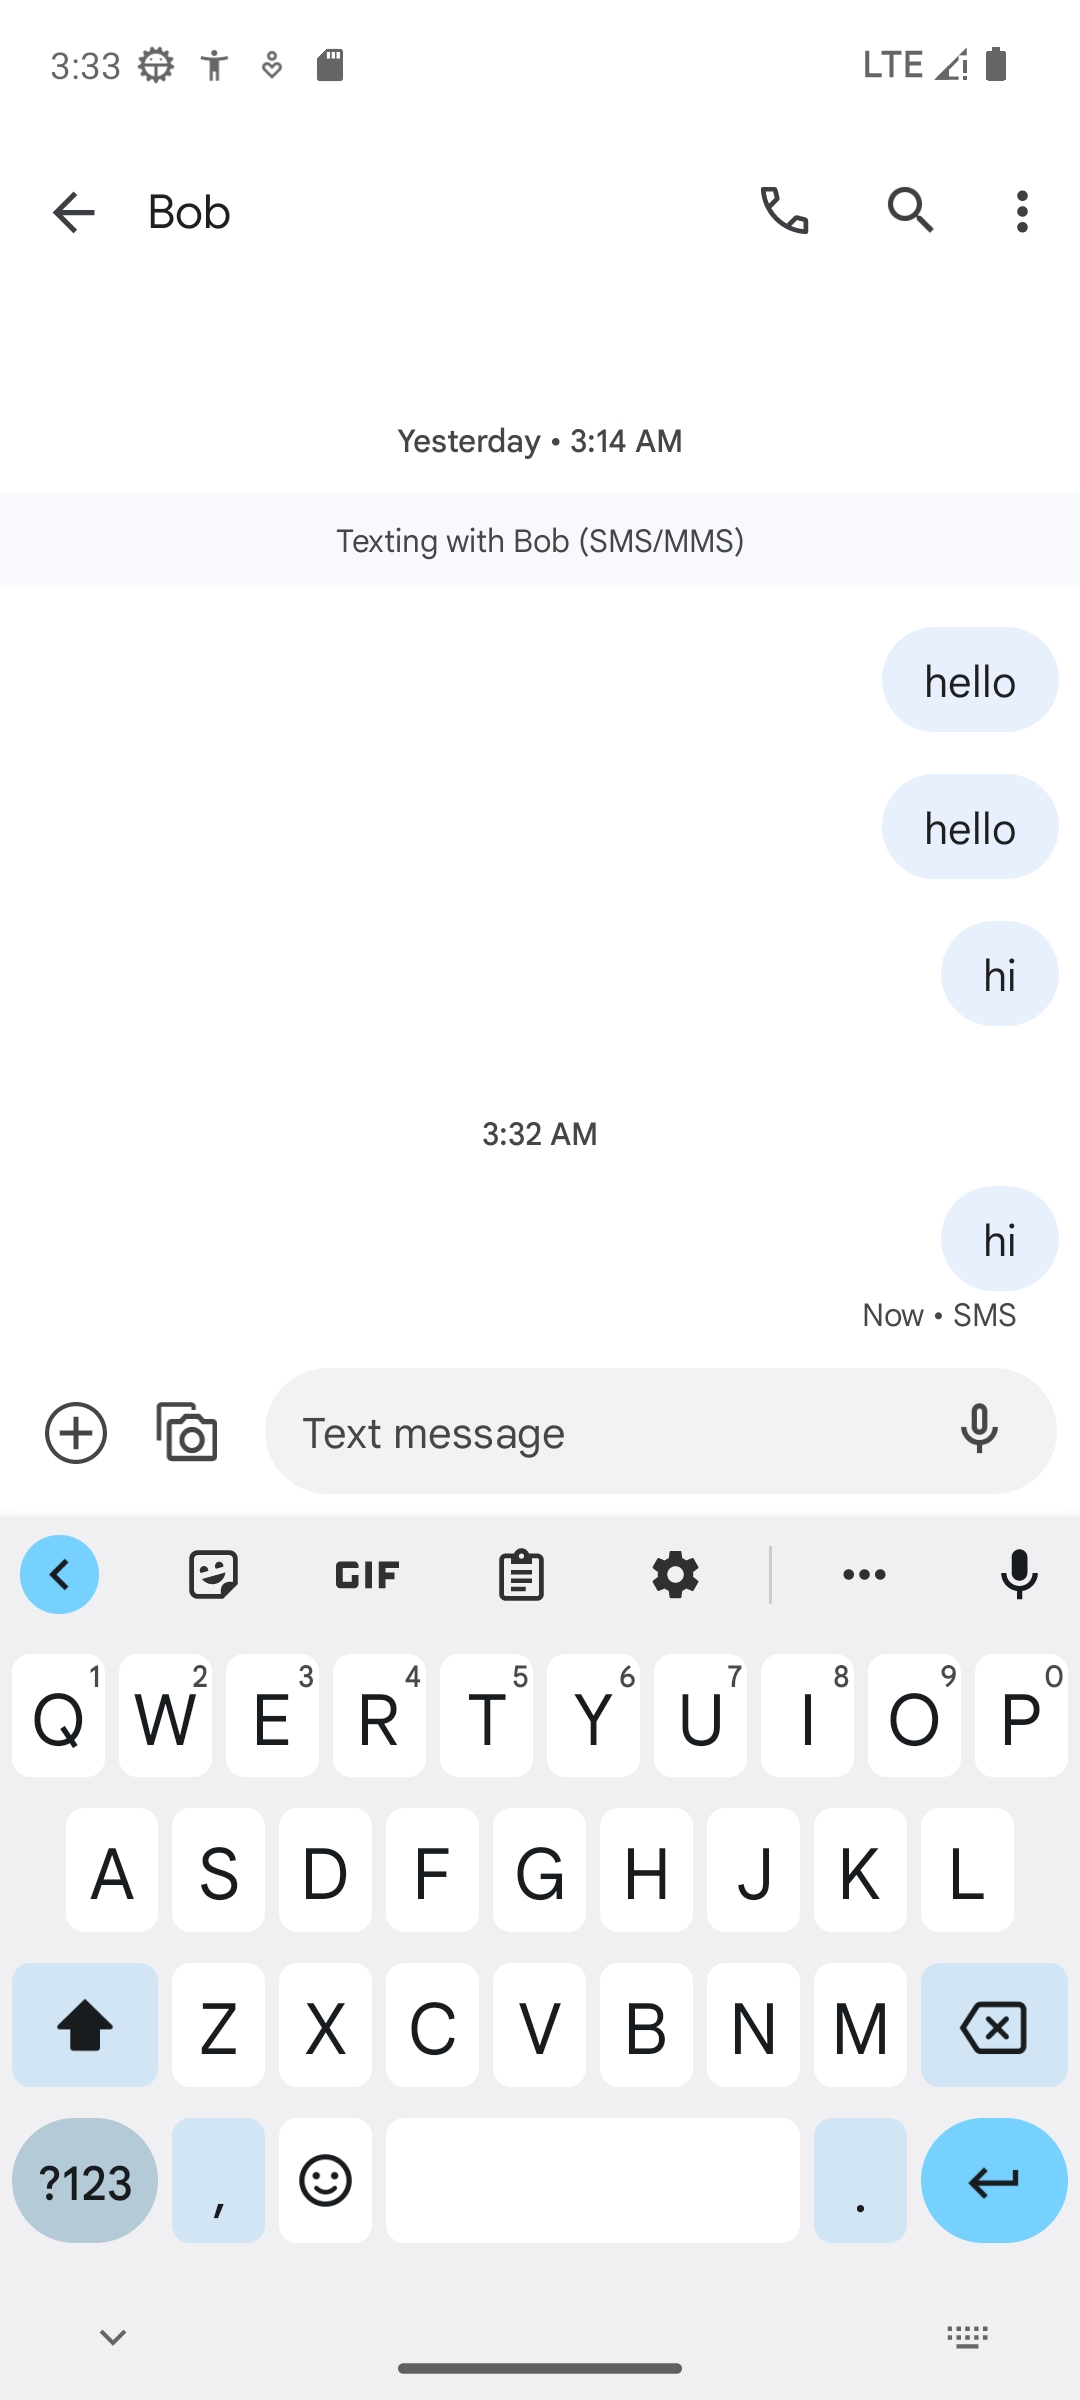 3:33 LTE
Bob
Yesterday • 3:14 AM
Texting with Bob (SMS/MMS)
hello
hello
hi
3:32 AM
hi
Now • SMS
Text message
GIF
1 2 3 4 5 6 7 8 9 0
Q W E R T Y U I O P
A S D F G H J K L
Z X C V B N M
?123 , .